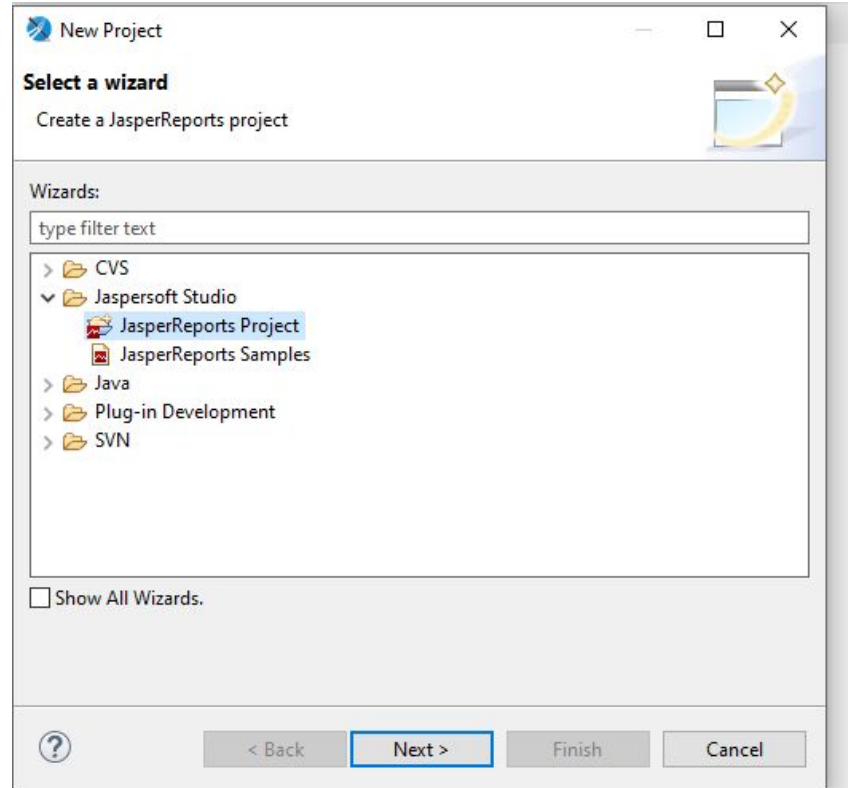 New Project
Select a wizard
Create a JasperReports project
Wizards:
type filter text
CVS
Jaspersoft Studio
JasperReports Project
JasperReports Samples
Java
Plug-in Development
SVN
Show All Wizards.
? < Back Next > Finish Cancel